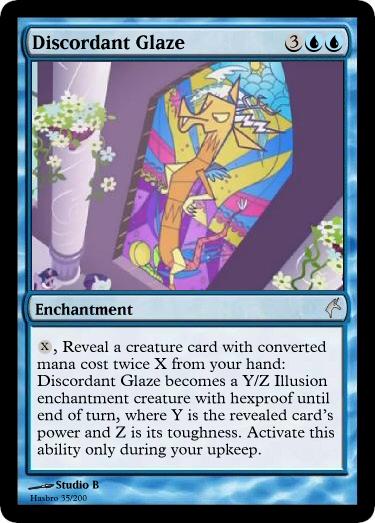 Discordant Glaze 3
Enchantment
X, Reveal a creature card with converted
mana cost twice X from your hand:
Discordant Glaze becomes a Y/Z Illusion
enchantment creature with hexproof until
end of turn, where Y is the revealed card's
power and Z is its toughness. Activate this
ability only during your upkeep.
Studio B
Hasbro 35/200